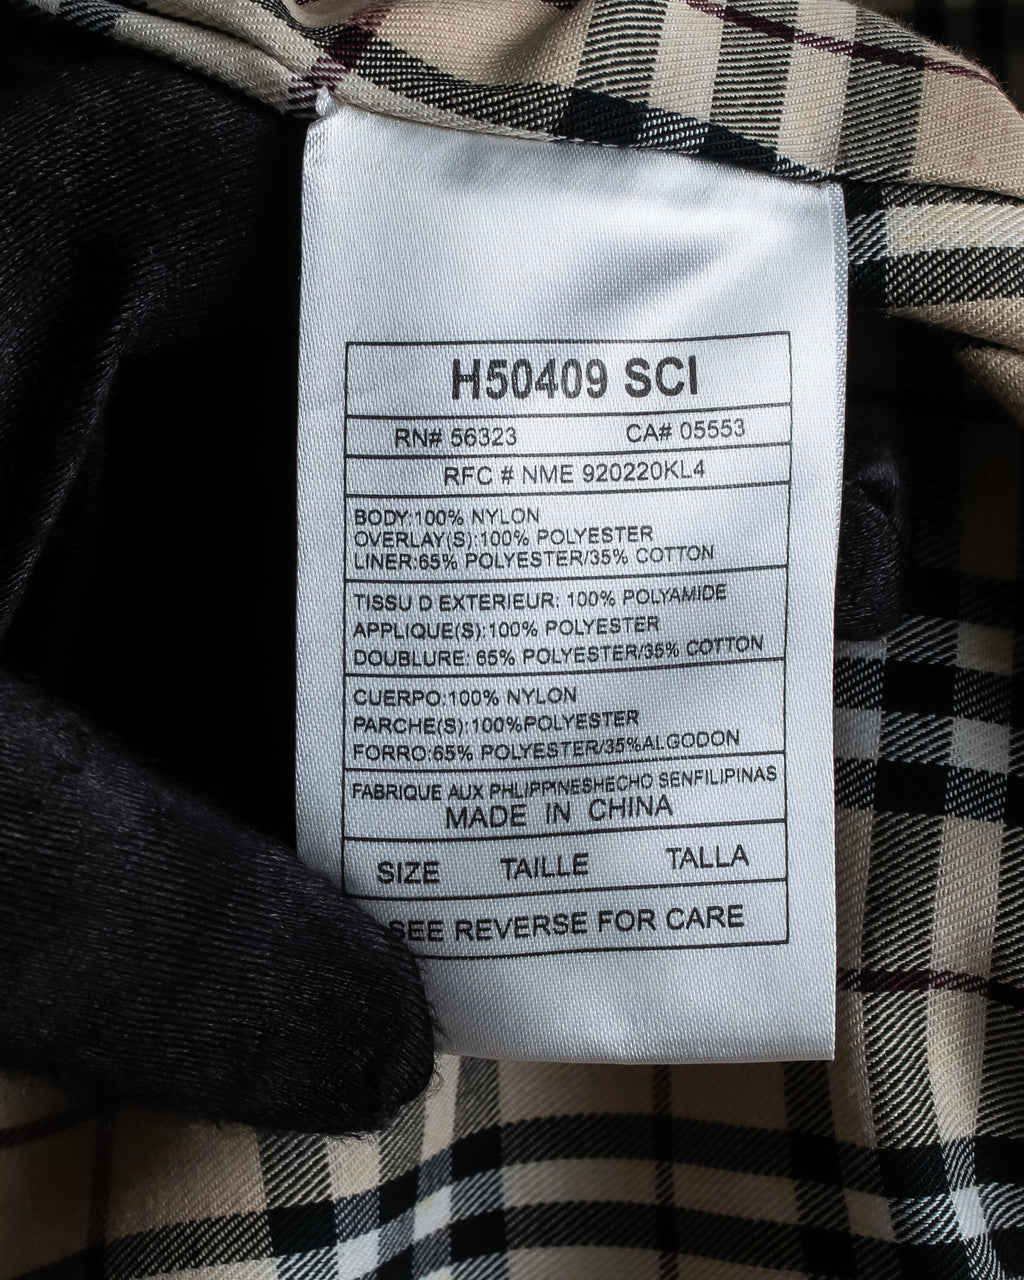 H50409 SCI
RN# 56323 CA# 05553
RFC # NME 920220KL4
BODY:100% NYLON
OVERLAY(S):100% POLYESTER
LINER:65% POLYESTER/35% COTTON
TISSU D EXTERIEUR: 100% POLYAMIDE
APPLIQUE(S):100% POLYESTER
DOUBLURE: 65% POLYESTER/35% COTTON
CUERPO:100% NYLON
PARCHE(S):100%POLYESTER
FORRO:65% POLYESTER/35%ALGODON
FABRIQUE AUX PHLIPPINESHECHO SENFILIPINAS
MADE IN CHINA
SIZE TAILLE TALLA
SEE REVERSE FOR CARE